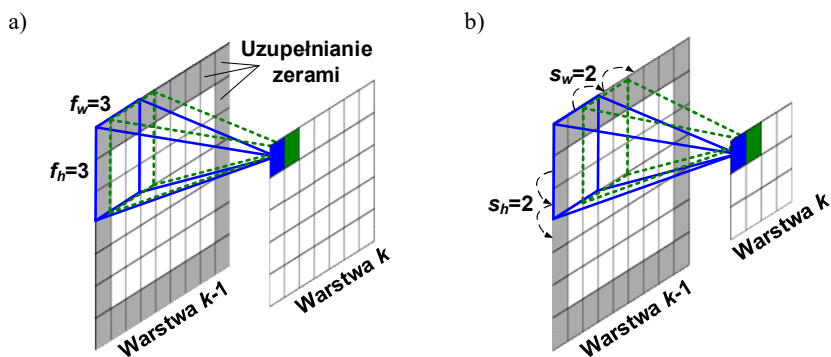 a)
Uzupełnianie
zerami
f_w=3
f_h=3
Warstwa k-1
Warstwa k
b)
s_w=2
s_h=2
Warstwa k-1
Warstwa k